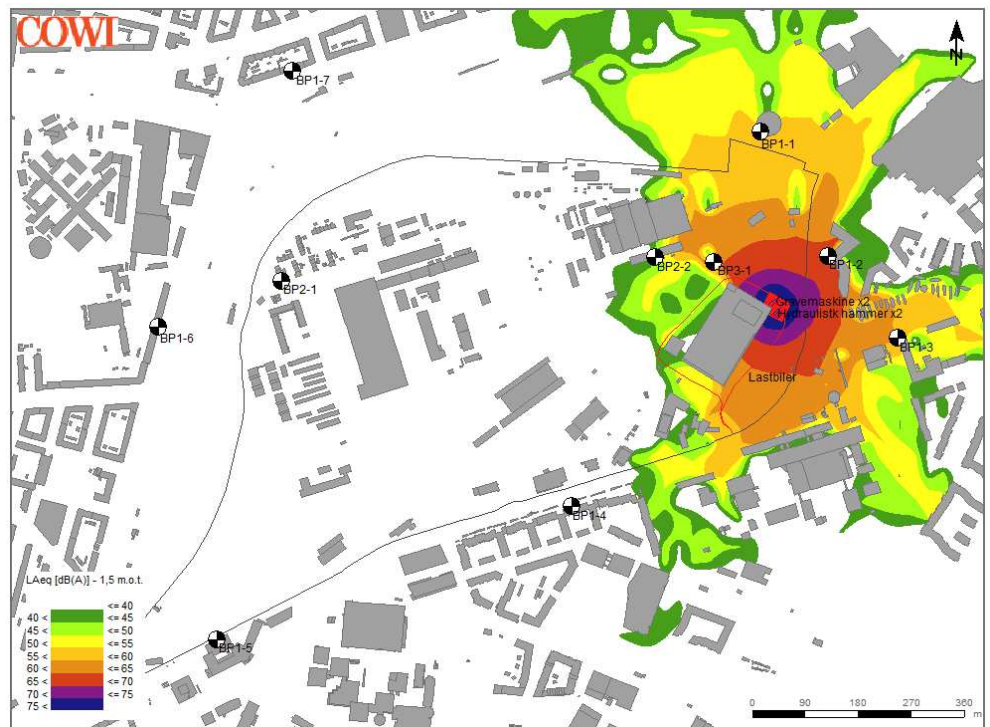 COWI
N
BP1-7
BP1-1
BP2-2
BP3-1
BP1-2
BP2-1
Gravemaskine x2
Hydraulistk hammer x2
BP1-6
BP1-3
Lastbiler
BP1-4
BP1-5
LAeq [dB(A)] - 1,5 m.o.t.
<= 40
40 < <= 45
45 < <= 50
50 < <= 55
55 < <= 60
60 < <= 65
65 < <= 70
70 < <= 75
75 <
0 90 180 270 360
m